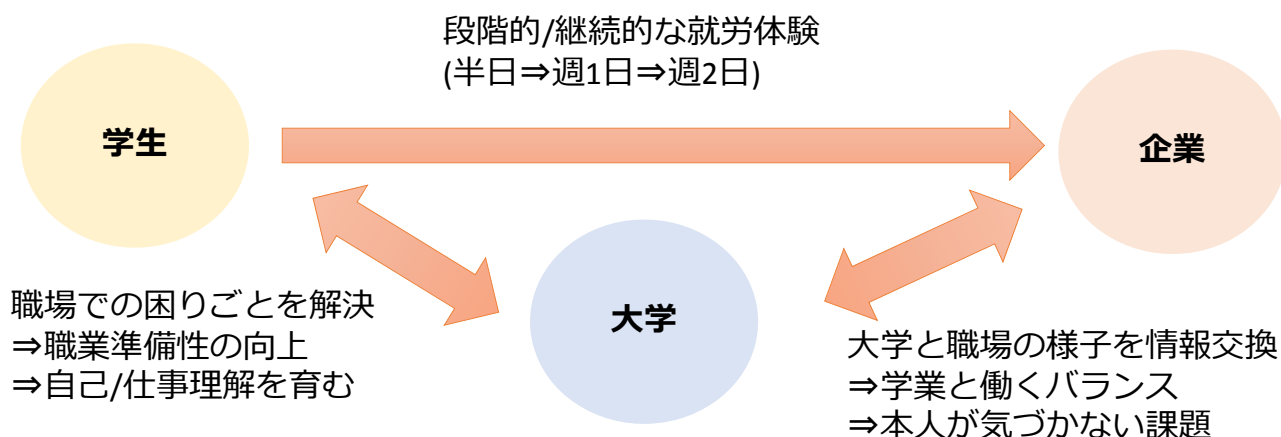 段階的/継続的な就労体験
(半日⇒週1日⇒週2日)
学生
企業
大学
職場での困りごとを解決
⇒職業準備性の向上
⇒自己/仕事理解を育む
大学と職場の様子を情報交換
⇒学業と働くバランス
⇒本人が気づかない課題